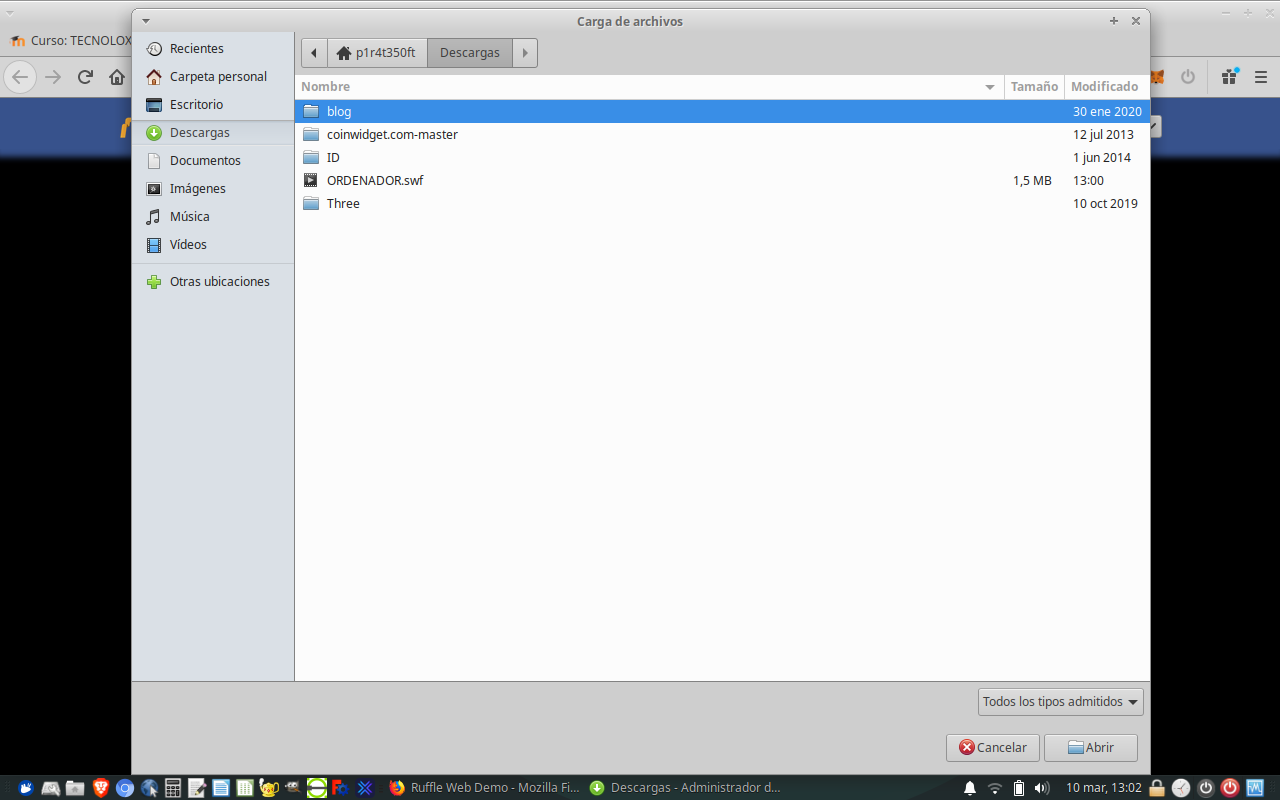 Carga de archivos
Curso: TECNOLOX
Recientes
Carpeta personal
Escritorio
Descargas
Documentos
Imágenes
Música
Vídeos
Otras ubicaciones
p1r4t350ft Descargas
Nombre Tamaño Modificado
blog 30 ene 2020
coinwidget.com-master 12 jul 2013
ID 1 jun 2014
ORDENADOR.swf 1,5 MB 13:00
Three 10 oct 2019
Todos los tipos admitidos
Cancelar Abrir
Ruffle Web Demo - Mozilla Fi... Descargas - Administrador d... 10 mar, 13:02